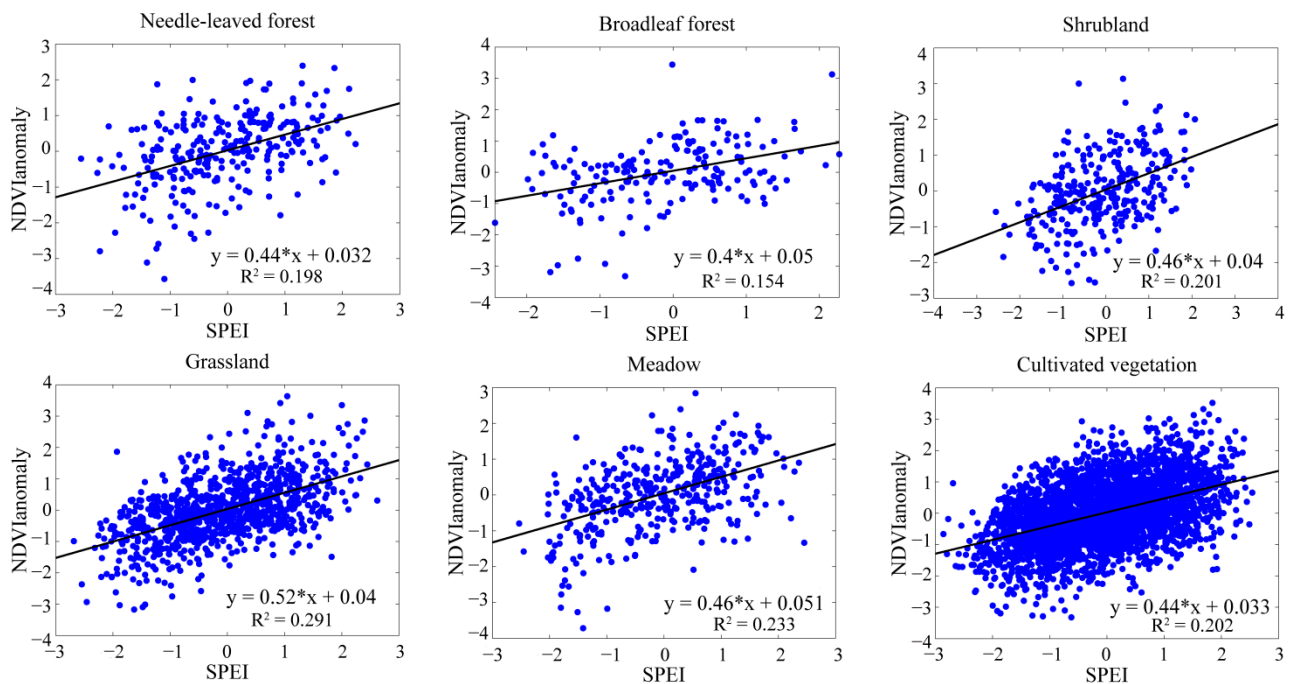 Needle-leaved forest
3
2
1
0
−1
−2
−3
−4
NDVIanomaly
y = 0.44*x + 0.032
R² = 0.198
−3 −2 −1 0 1 2 3
SPEI
Broadleaf forest
4
3
2
1
0
−1
−2
−3
−4
NDVIanomaly
y = 0.4*x + 0.05
R² = 0.154
−2 −1 0 1 2
SPEI
Shrubland
4
3
2
1
0
−1
−2
−3
NDVIanomaly
y = 0.46*x + 0.04
R² = 0.201
−4 −3 −2 −1 0 1 2 3 4
SPEI
Grassland
4
3
2
1
0
−1
−2
−3
−4
NDVIanomaly
y = 0.52*x + 0.04
R² = 0.291
−3 −2 −1 0 1 2 3
SPEI
Meadow
3
2
1
0
−1
−2
−3
−4
NDVIanomaly
y = 0.46*x + 0.051
R² = 0.233
−3 −2 −1 0 1 2 3
SPEI
Cultivated vegetation
4
3
2
1
0
−1
−2
−3
−4
NDVIanomaly
y = 0.44*x + 0.033
R² = 0.202
−3 −2 −1 0 1 2 3
SPEI